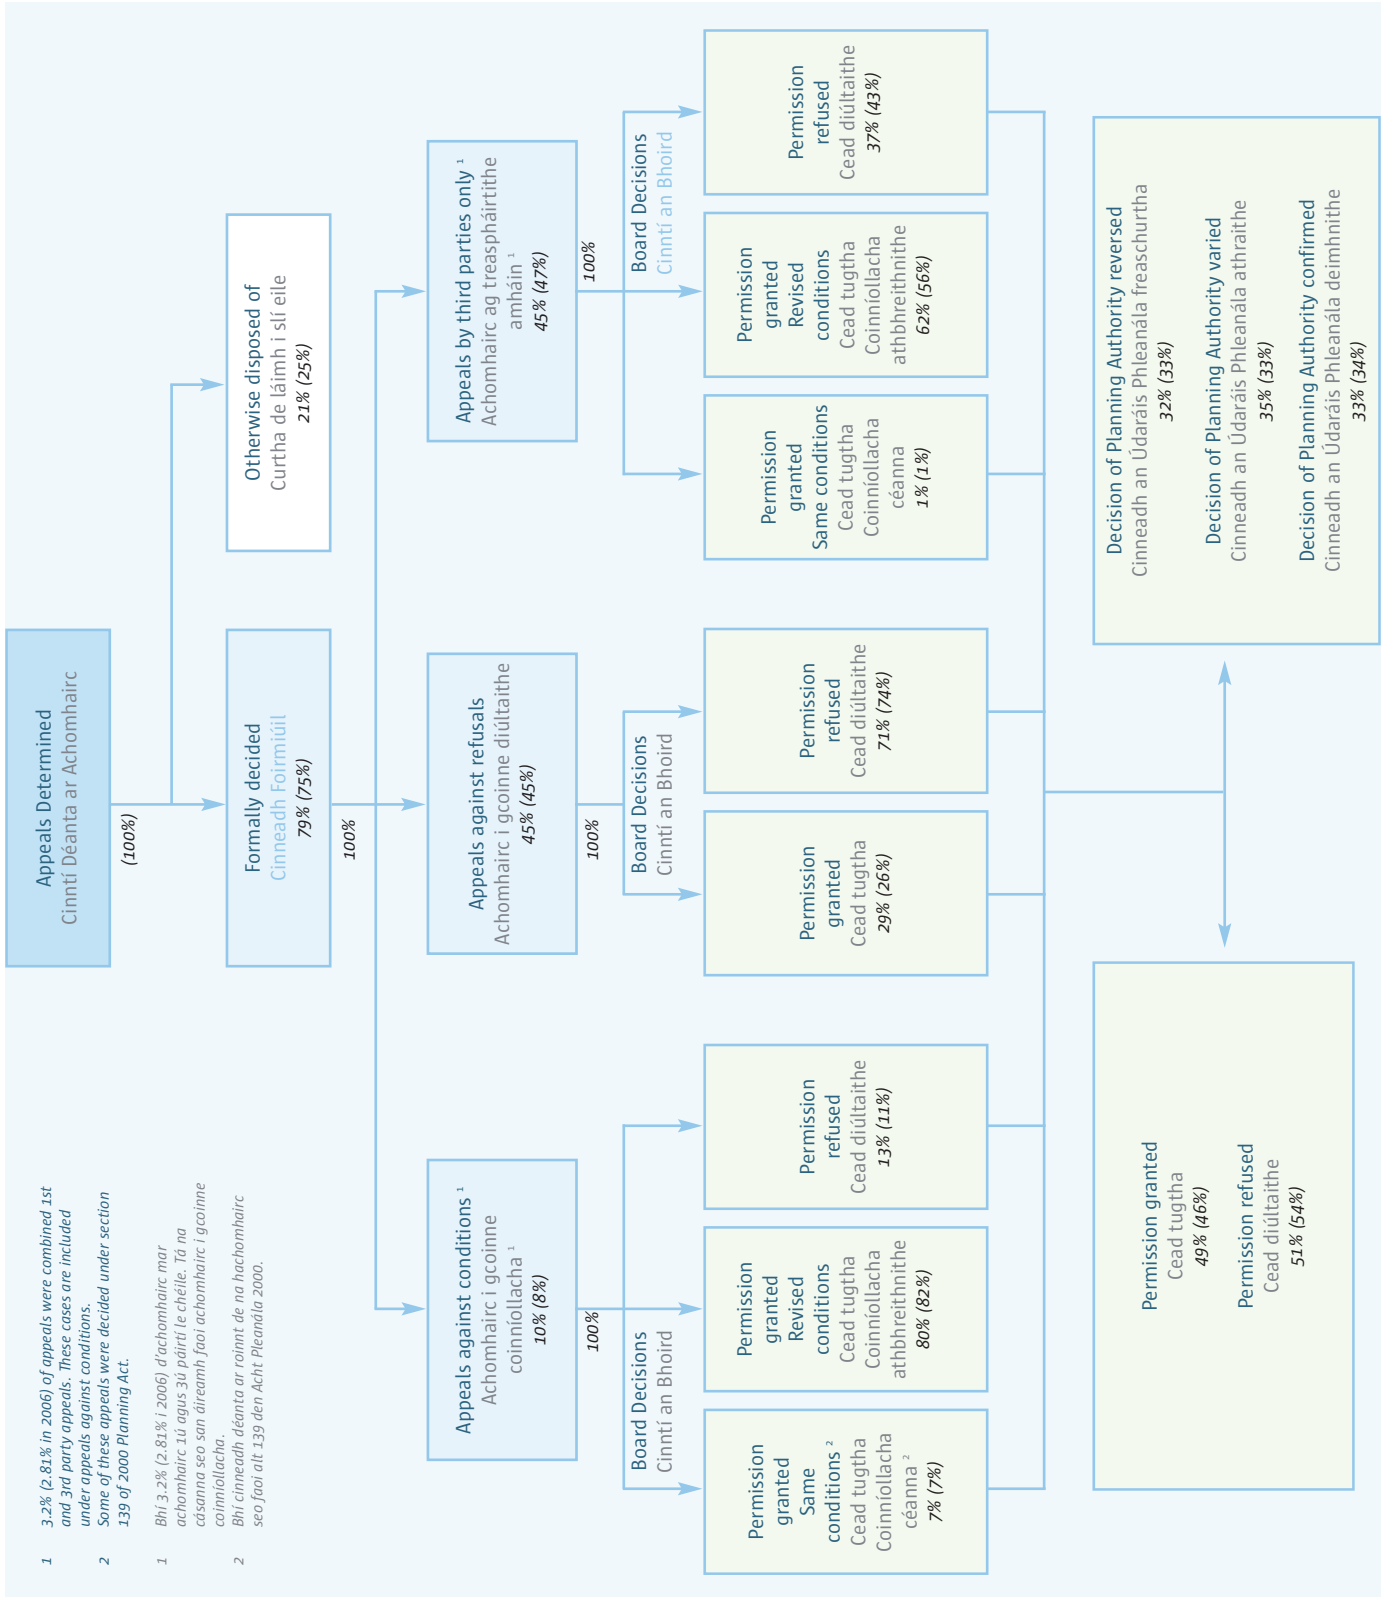 1 3.2% (2.81% in 2006) of appeals were combined 1st
and 3rd party appeals. These cases are included
under appeals against conditions.
2 Some of these appeals were decided under section
139 of 2000 Planning Act.
1 Bhí 3.2% (2.81% i 2006) d'achomhairc mar
achomhairc 1ú agus 3ú páirtí le chéile. Tá na
cásanna seo san áireamh faoi achomhairc i gcoinne
coinníollacha.
2 Bhí cinneadh déanta ar roinnt de na hachomhairc
seo faoi alt 139 den Acht Pleanála 2000.
Appeals Determined
Cinntí Déanta ar Achomhairc
(100%)
Formally decided
Cinneadh Foirmiúil
79% (75%)
100%
Otherwise disposed of
Curtha de láimh i slí eile
21% (25%)
Appeals against conditions ¹
Achomhairc i gcoinne
coinníollacha ¹
10% (8%)
100%
Board Decisions
Cinntí an Bhoird
Appeals against refusals
Achomhairc i gcoinne diúltaithe
45% (45%)
100%
Board Decisions
Cinntí an Bhoird
Appeals by third parties only ¹
Achomhairc ag treaspháirtithe
amháin ¹
45% (47%)
100%
Board Decisions
Cinntí an Bhoird
Permission
granted
Same
conditions ²
Cead tugtha
Coinníollacha
céanna ²
7% (7%)
Permission
granted
Revised
conditions
Cead tugtha
Coinníollacha
athbhreithnithe
80% (82%)
Permission
refused
Cead diúltaithe
13% (11%)
Permission
granted
Cead tugtha
29% (26%)
Permission
refused
Cead diúltaithe
71% (74%)
Permission
granted
Same conditions
Cead tugtha
Coinníollacha
céanna
1% (1%)
Permission
granted
Revised
conditions
Cead tugtha
Coinníollacha
athbhreithnithe
62% (56%)
Permission
refused
Cead diúltaithe
37% (43%)
Permission granted
Cead tugtha
49% (46%)
Permission refused
Cead diúltaithe
51% (54%)
Decision of Planning Authority reversed
Cinneadh an Údaráis Phleanála freaschurtha
32% (33%)
Decision of Planning Authority varied
Cinneadh an Údaráis Phleanála athraithe
35% (33%)
Decision of Planning Authority confirmed
Cinneadh an Údaráis Phleanála deimhnithe
33% (34%)